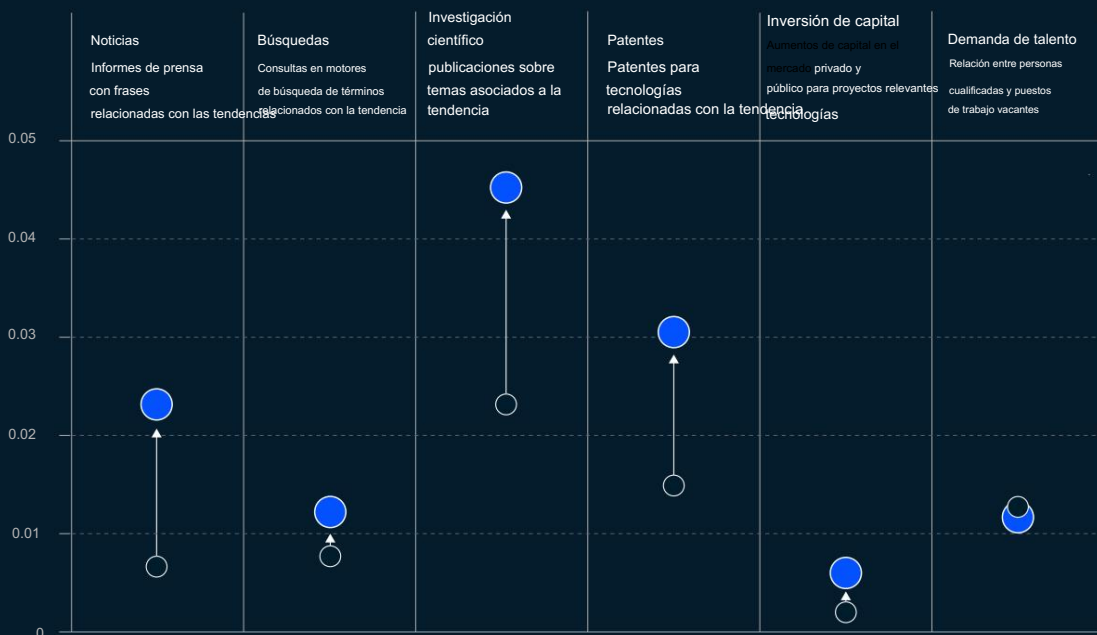 Noticias
Informes de prensa
con frases
relacionadas con las tendencias
Búsquedas
Consultas en motores
de búsqueda de términos
relacionados con la tendencia
Investigación
científico
publicaciones sobre
temas asociados a la
tendencia
Patentes
Patentes para
tecnologías
relacionadas con la tendencia
Inversión de capital
Aumentos de capital en el
mercado privado y
público para proyectos relevantes
tecnologías
Demanda de talento
Relación entre personas
cualificadas y puestos
de trabajo vacantes
0.05
0.04
0.03
0.02
0.01
0